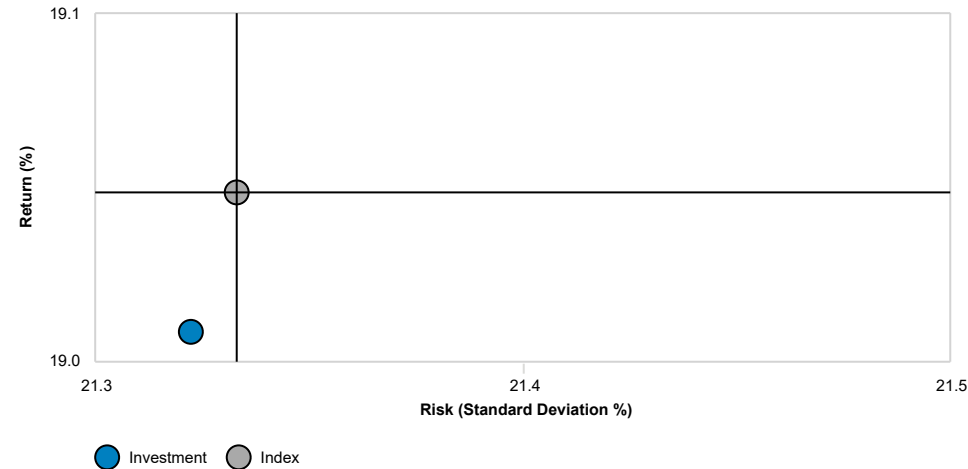 19.1
Return (%)
19.0
21.3 21.4 21.5
Risk (Standard Deviation %)
Investment Index